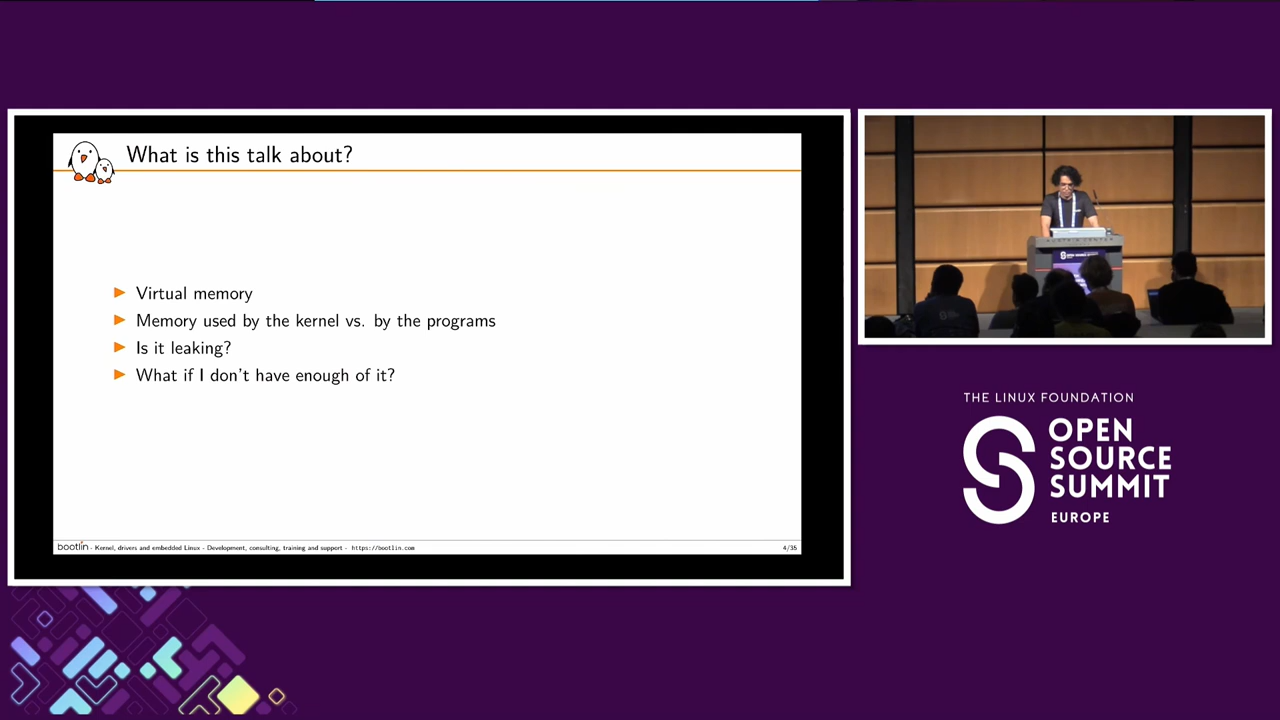 What is this talk about?
Virtual memory
Memory used by the kernel vs. by the programs
Is it leaking?
What if I don't have enough of it?
bootlin - Kernel, drivers and embedded Linux - Development, consulting, training and support - https://bootlin.com
4/35
THE LINUX FOUNDATION
OPEN
SOURCE
SUMMIT
EUROPE